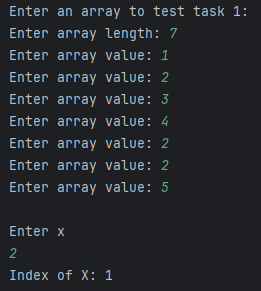 Enter an array to test task 1:
Enter array length: 7
Enter array value: 1
Enter array value: 2
Enter array value: 3
Enter array value: 4
Enter array value: 2
Enter array value: 2
Enter array value: 5
Enter x
2
Index of X: 1